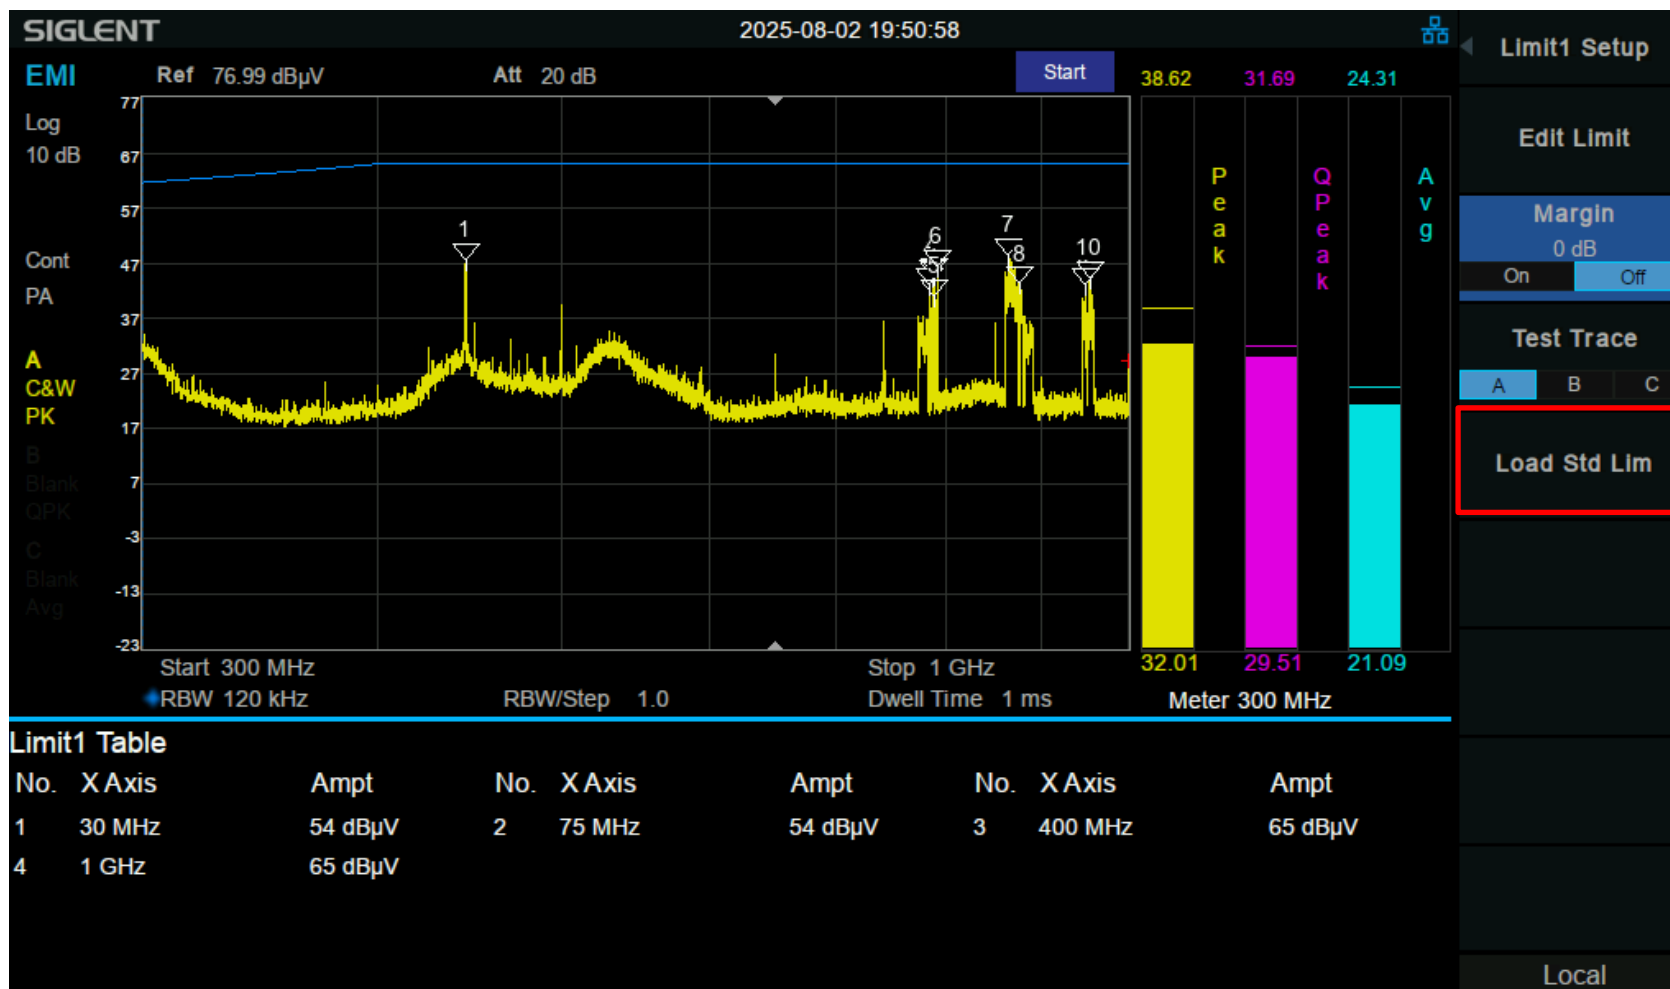 SIGLENT
2025-08-02 19:50:58
EMI
Ref 76.99 dBµV
Att 20 dB
Start
38.62
31.69
24.31
Log
10 dB
Cont
PA
A
C&W
PK
B
Blank
QPK
C
Blank
Avg
77
67
57
47
37
27
17
7
-3
-13
-23
1
6
5
7
8
10
Peak
QPeak
Avg
32.01
29.51
21.09
Start 300 MHz
Stop 1 GHz
RBW 120 kHz
RBW/Step 1.0
Dwell Time 1 ms
Meter 300 MHz
Limit1 Table
No. X Axis Ampt No. X Axis Ampt No. X Axis Ampt
1 30 MHz 54 dBµV 2 75 MHz 54 dBµV 3 400 MHz 65 dBµV
4 1 GHz 65 dBµV
Limit1 Setup
Edit Limit
Margin
0 dB
On Off
Test Trace
A B C
Load Std Lim
Local